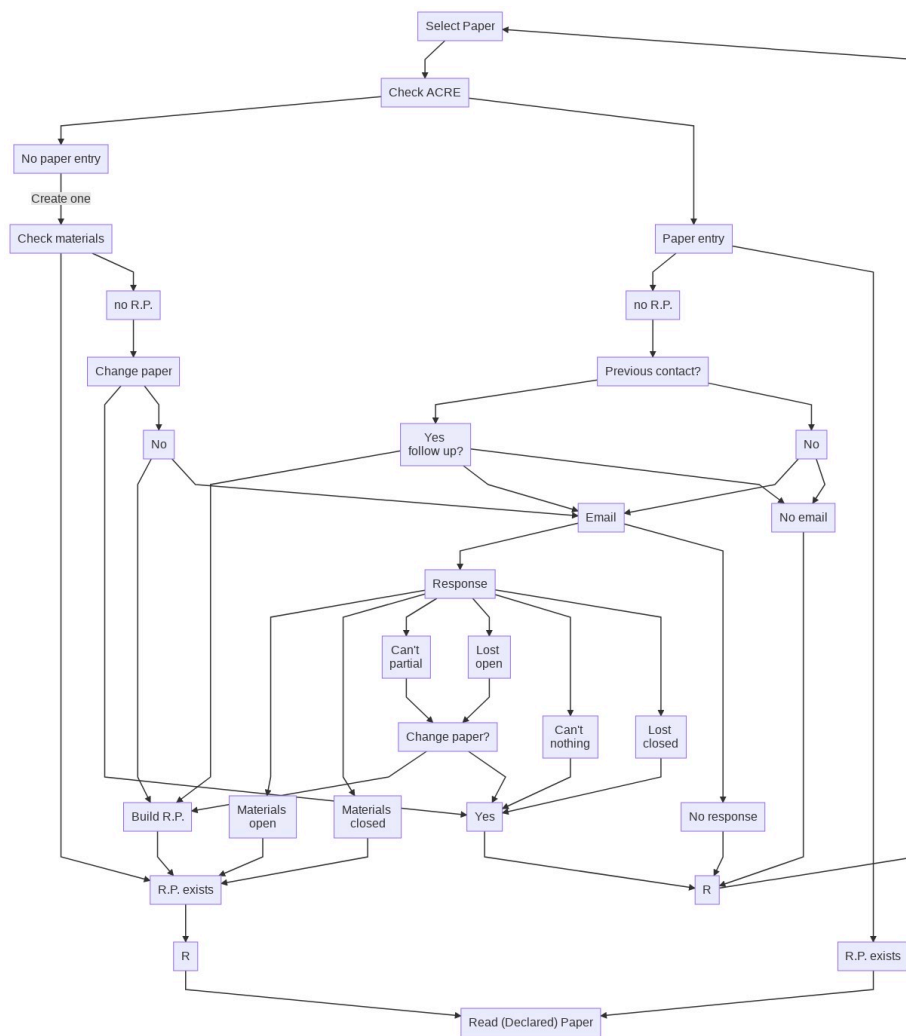 Select Paper
Check ACRE
No paper entry
Create one
Check materials
Paper entry
no R.P.
no R.P.
Change paper
Previous contact?
No
Yes
follow up?
No
Email
No email
Response
Can't
partial
Lost
open
Change paper?
Can't
nothing
Lost
closed
Build R.P.
Materials
open
Materials
closed
Yes
No response
R.P. exists
R
R
R.P. exists
Read (Declared) Paper